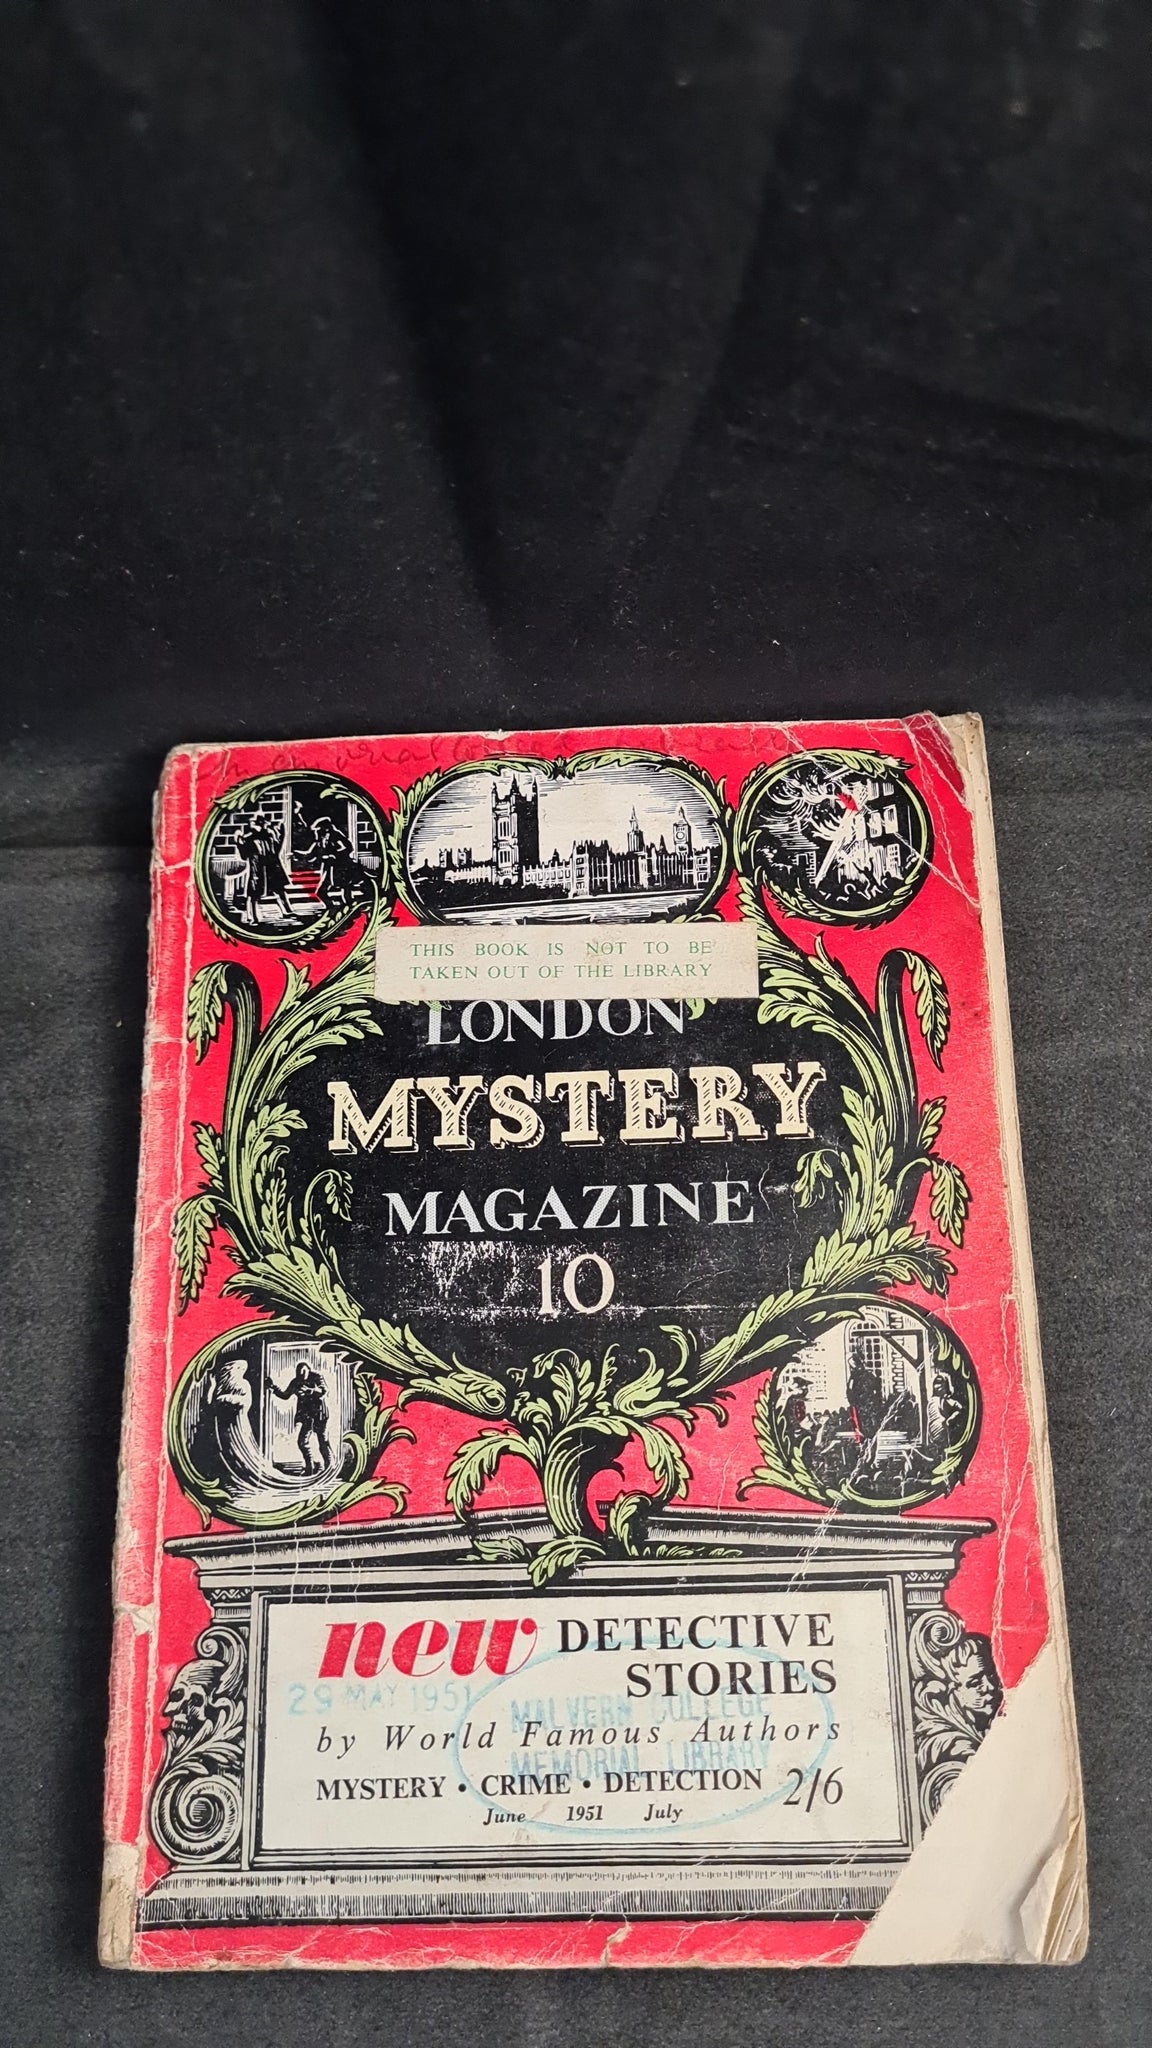 THIS BOOK IS NOT TO BE
TAKEN OUT OF THE LIBRARY
LONDON
MYSTERY
MAGAZINE
10
new DETECTIVE
STORIES
29 MAY 1951
MALVERN COLLEGE
MEMORIAL LIBRARY
by World Famous Authors
MYSTERY • CRIME • DETECTION 2/6
June 1951 July